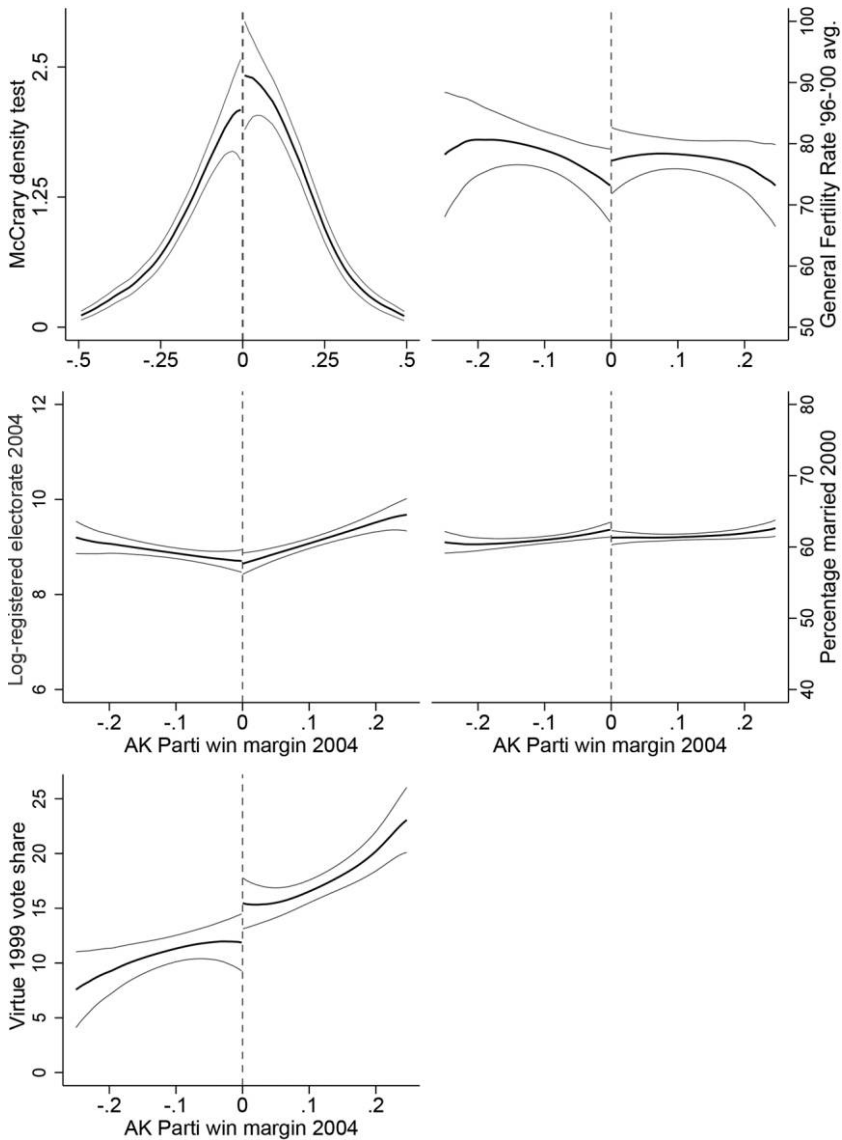 McCrary density test
2.5
1.25
0
-.5 -.25 0 .25 .5
General Fertility Rate '96-'00 avg.
100
90
80
70
60
50
-.2 -.1 0 .1 .2
Log-registered electorate 2004
12
10
8
6
-.2 -.1 0 .1 .2
AK Parti win margin 2004
Percentage married 2000
80
70
60
50
40
-.2 -.1 0 .1 .2
AK Parti win margin 2004
Virtue 1999 vote share
25
20
15
10
5
0
-.2 -.1 0 .1 .2
AK Parti win margin 2004